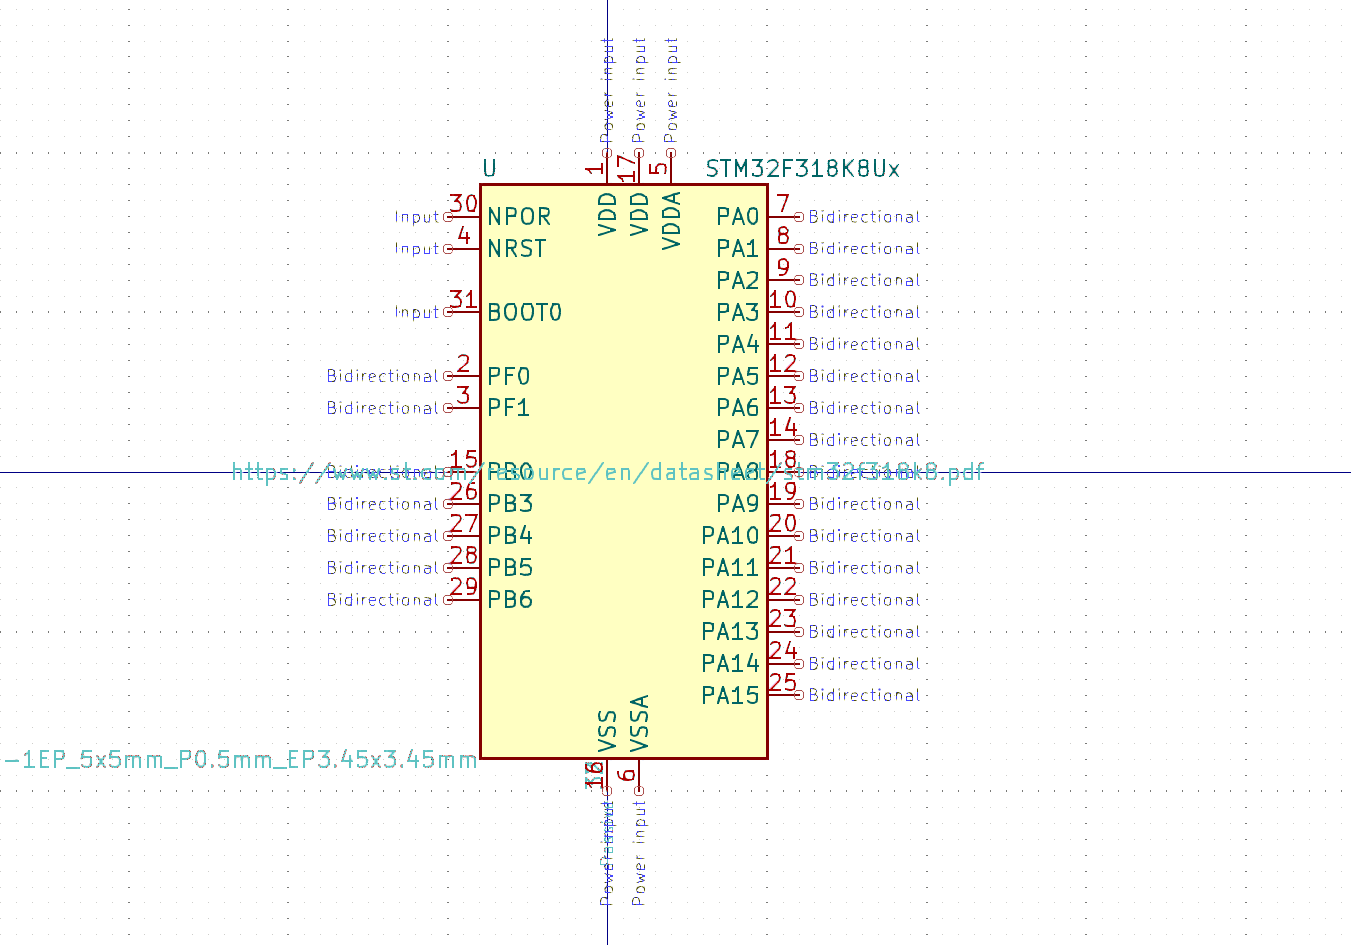 Power input
Power input
Power input
1
17
5
U
STM32F318K8Ux
VDD
VDD
VDDA
Input 30 NPOR
PA0 7 Bidirectional
Input 4 NRST
PA1 8 Bidirectional
PA2 9 Bidirectional
Input 31 BOOT0
PA3 10 Bidirectional
PA4 11 Bidirectional
Bidirectional 2 PF0
PA5 12 Bidirectional
Bidirectional 3 PF1
PA6 13 Bidirectional
PA7 14 Bidirectional
Bidirectional 15 PB0
https://www.st.com/resource/en/datasheet/stm32f318k8.pdf
PA8 18 Bidirectional
Bidirectional 26 PB3
PA9 19 Bidirectional
Bidirectional 27 PB4
PA10 20 Bidirectional
Bidirectional 28 PB5
PA11 21 Bidirectional
Bidirectional 29 PB6
PA12 22 Bidirectional
PA13 23 Bidirectional
PA14 24 Bidirectional
PA15 25 Bidirectional
VSS
VSSA
-1EP_5x5mm_P0.5mm_EP3.45x3.45mm
16
6
Power input
Power input